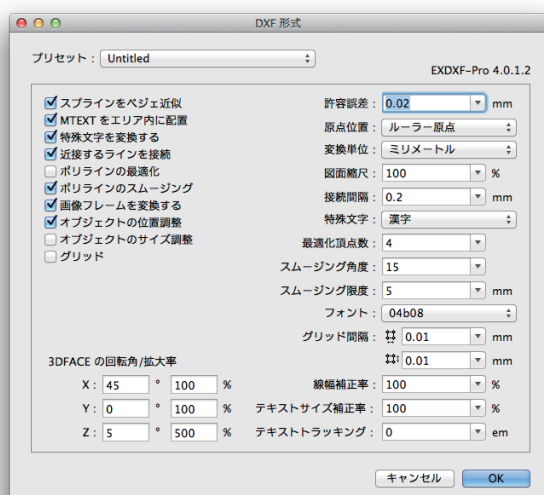 DXF 形式
プリセット： Untitled
EXDXF-Pro 4.0.1.2
スプラインをベジェ近似
MTEXT をエリア内に配置
特殊文字を変換する
近接するラインを接続
ポリラインの最適化
ポリラインのスムージング
画像フレームを変換する
オブジェクトの位置調整
オブジェクトのサイズ調整
グリッド
許容誤差： 0.02 mm
原点位置： ルーラー原点
変換単位： ミリメートル
図面縮尺： 100 %
接続間隔： 0.2 mm
特殊文字： 漢字
最適化頂点数： 4
スムージング角度： 15
スムージング限度： 5 mm
フォント： 04b08
グリッド間隔： 0.01 mm
0.01 mm
3DFACE の回転角/拡大率
X： 45 ° 100 %
Y： 0 ° 100 %
Z： 5 ° 500 %
線幅補正率： 100 %
テキストサイズ補正率： 100 %
テキストトラッキング： 0 em
キャンセル
OK